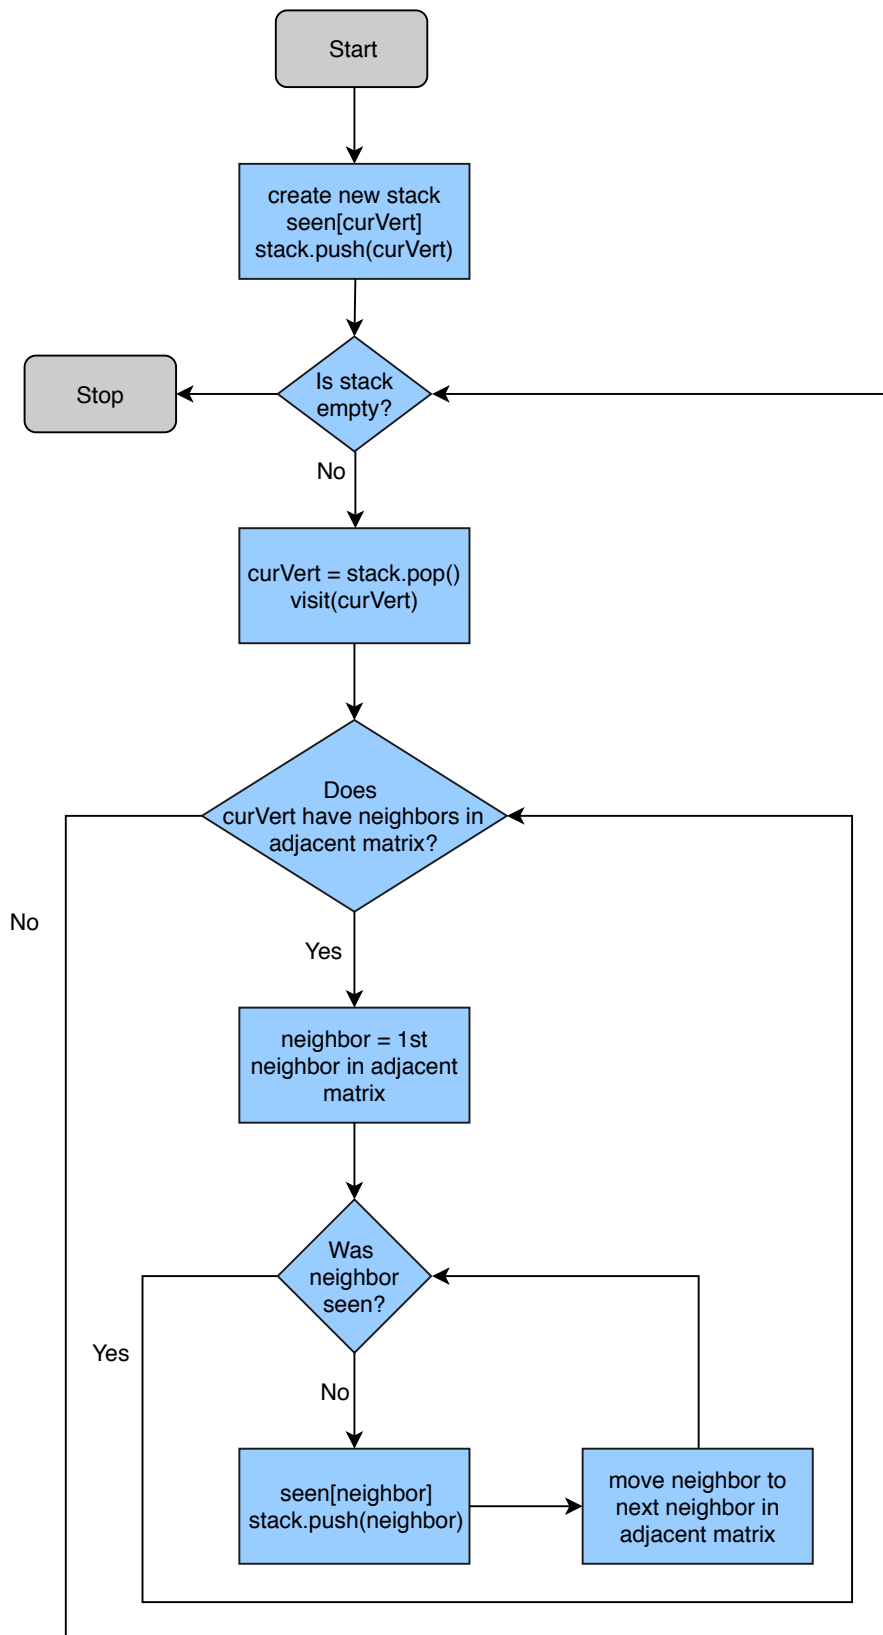 Start
create new stack
seen[curVert]
stack.push(curVert)
Is stack
empty?
Stop
No
curVert = stack.pop()
visit(curVert)
Does
curVert have neighbors in
adjacent matrix?
No
Yes
neighbor = 1st
neighbor in adjacent
matrix
Was
neighbor
seen?
Yes
No
seen[neighbor]
stack.push(neighbor)
move neighbor to
next neighbor in
adjacent matrix